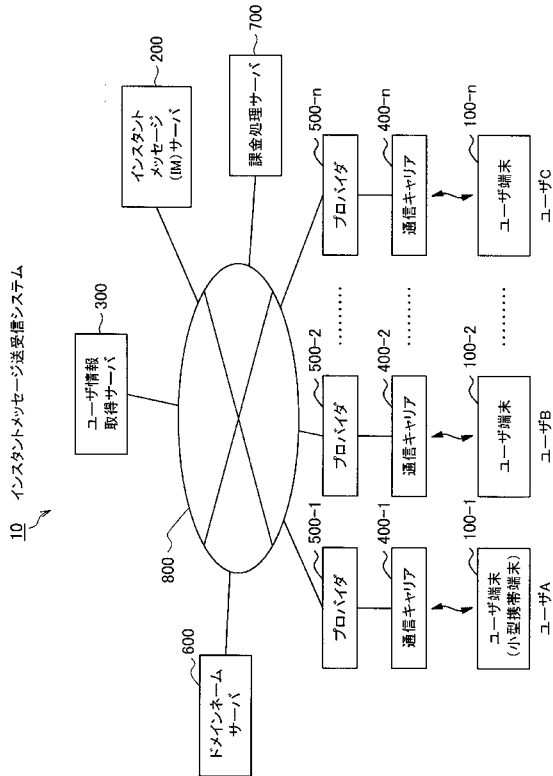 10 インスタントメッセージ送受信システム
300
ユーザ情報
取得サーバ
200
インスタント
メッセージ
(IM)サーバ
600
ドメインネーム
サーバ
800
700
課金処理サーバ
500-1
プロバイダ
500-2
プロバイダ
500-n
プロバイダ
400-1
通信キャリア
400-2
通信キャリア
400-n
通信キャリア
100-1
ユーザ端末
(小型携帯端末)
100-2
ユーザ端末
100-n
ユーザ端末
ユーザA
ユーザB
ユーザC